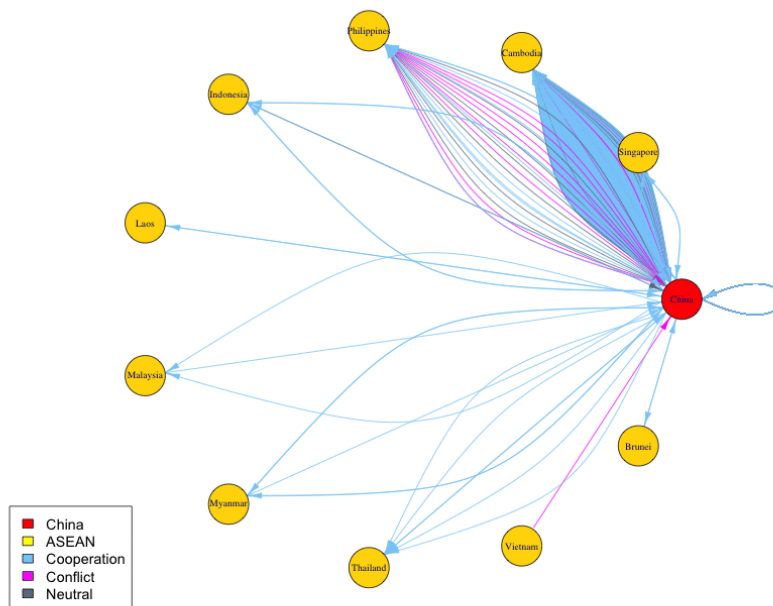 Philippines
Cambodia
Indonesia
Singapore
Laos
China
Malaysia
Brunei
Myanmar
Vietnam
Thailand
China
ASEAN
Cooperation
Conflict
Neutral